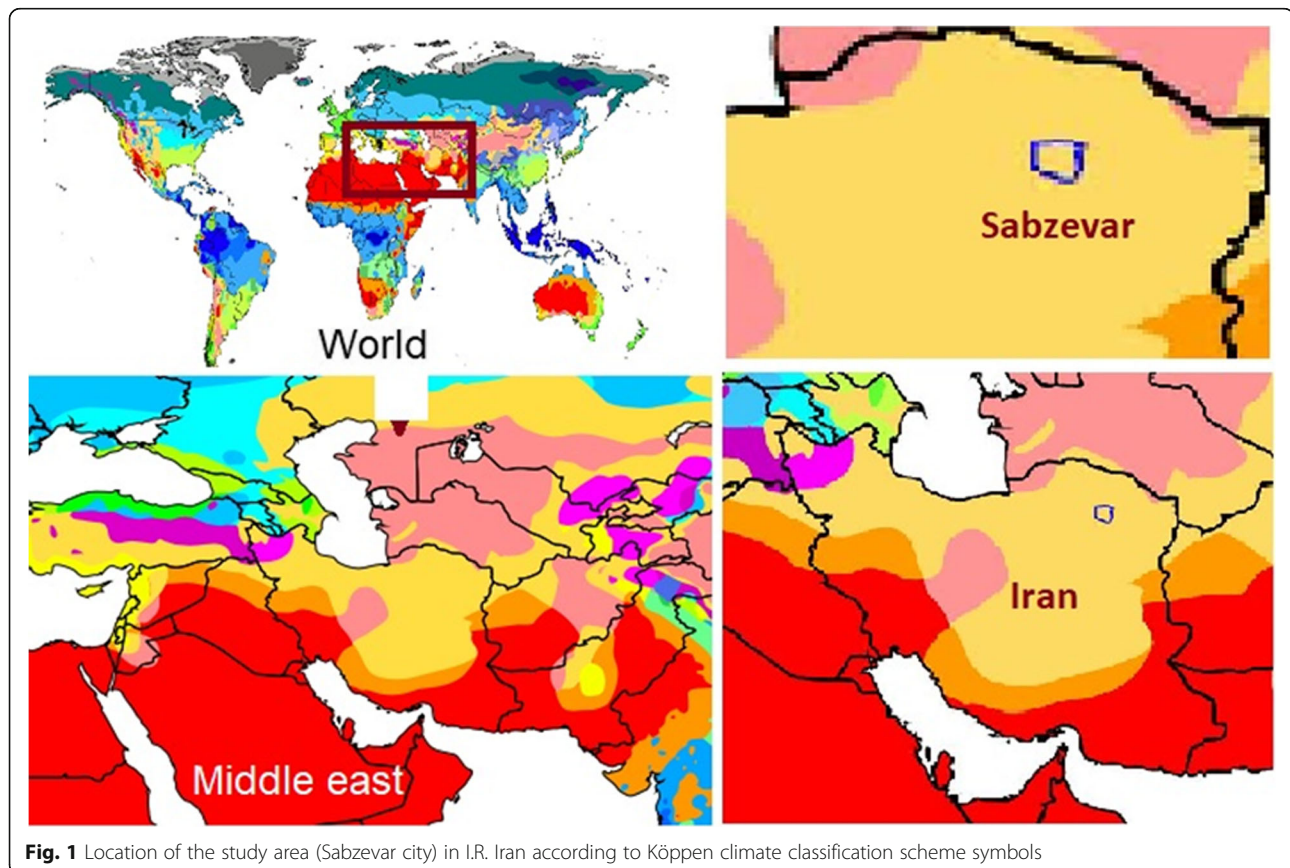 World
Sabzevar
Middle east
Iran
Fig. 1 Location of the study area (Sabzevar city) in I.R. Iran according to Köppen climate classification scheme symbols